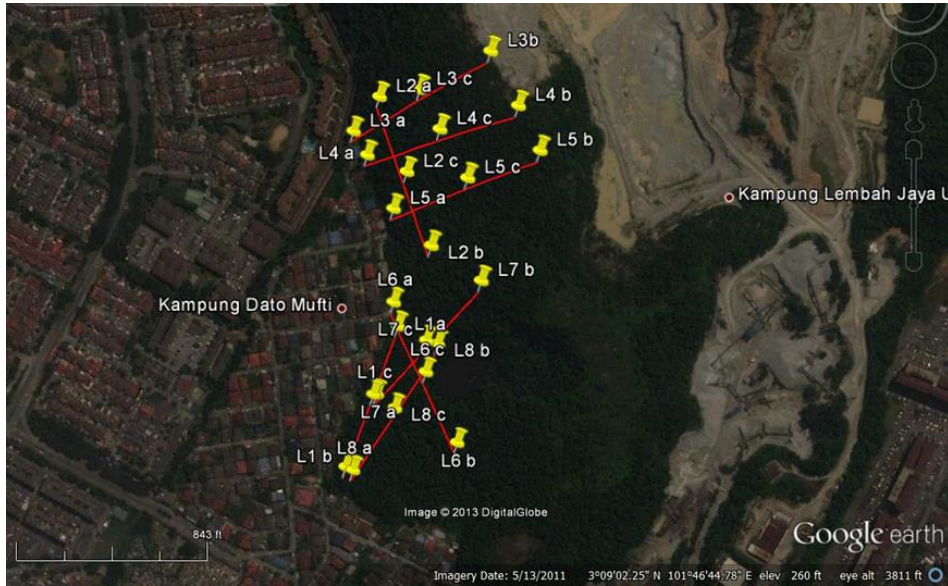 L3b
L2 a
L3 c
L4 b
L3 a
L4 c
L4 a
L5 b
L2 c
L5 c
Kampung Lembah Jaya U
L5 a
L2 b
L7 b
L6 a
Kampung Dato Mufti
L7 c
L1a
L6 c
L8 b
L1 c
L7 a
L8 c
L8 a
L1 b
L6 b
Image © 2013 DigitalGlobe
843 ft
Google earth
Imagery Date: 5/13/2011 3°09'02.25" N 101°46'44.78" E elev 260 ft eye alt 3811 ft